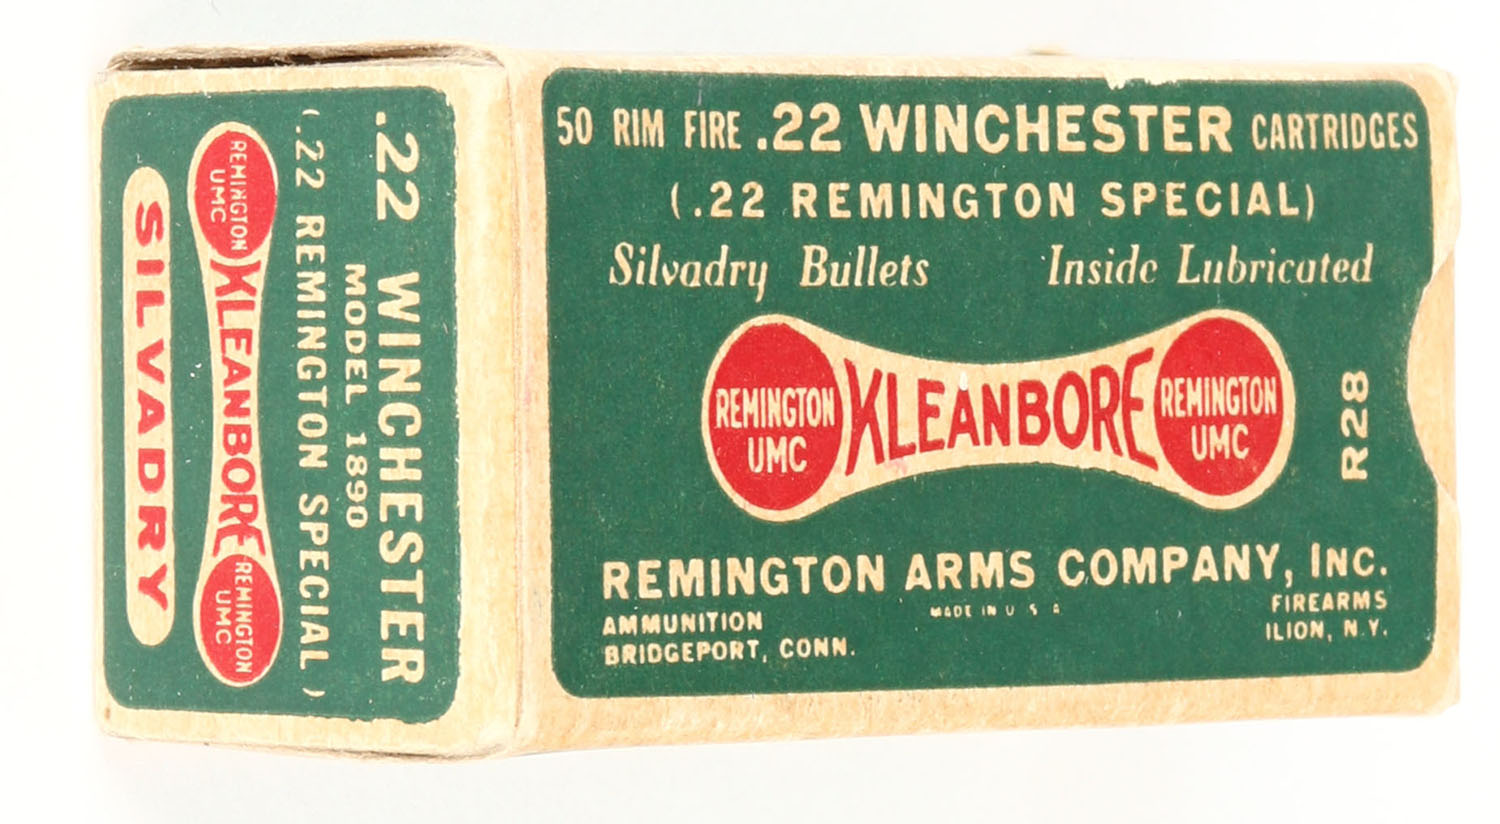 .22 WINCHESTER
MODEL 1890
(.22 REMINGTON SPECIAL)
REMINGTON
UMC
KLEANBORE
REMINGTON
UMC
SILVADRY
50 RIM FIRE .22 WINCHESTER CARTRIDGES
(.22 REMINGTON SPECIAL)
Silvadry Bullets Inside Lubricated
REMINGTON
UMC
KLEANBORE
REMINGTON
UMC
R28
REMINGTON ARMS COMPANY, INC.
AMMUNITION
BRIDGEPORT, CONN.
MADE IN U S A
FIREARMS
ILION, N.Y.